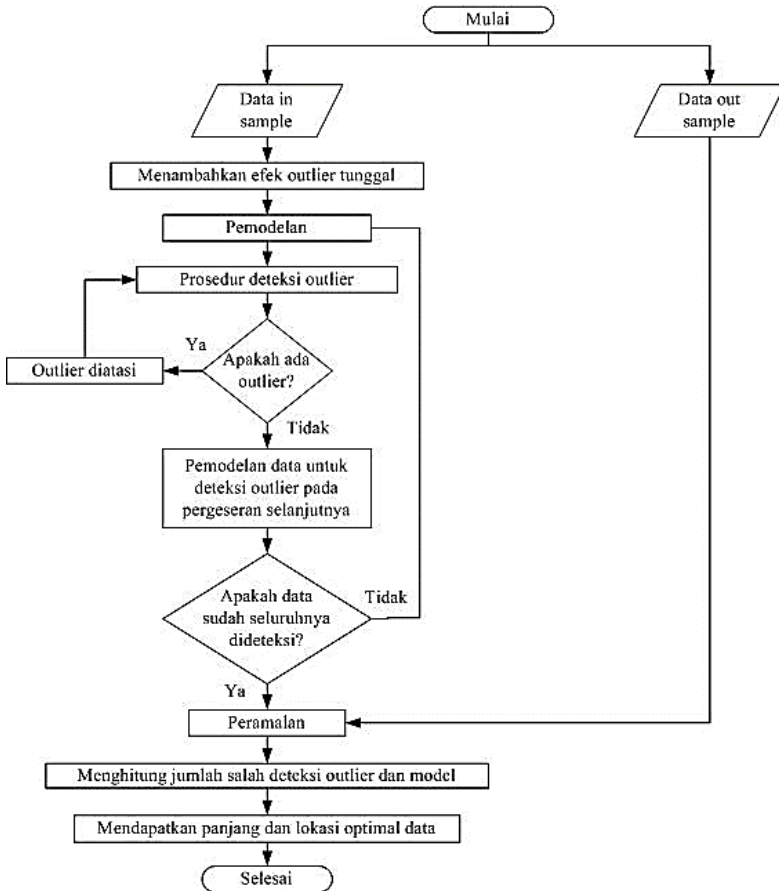 Mulai
Data in
sample
Data out
sample
Menambahkan efek outlier tunggal
Pemodelan
Prosedur deteksi outlier
Ya
Apakah ada
outlier?
Outlier diatasi
Tidak
Pemodelan data untuk
deteksi outlier pada
pergeseran selanjutnya
Apakah data
sudah seluruhnya
dideteksi?
Tidak
Ya
Peramalan
Menghitung jumlah salah deteksi outlier dan model
Mendapatkan panjang dan lokasi optimal data
Selesai